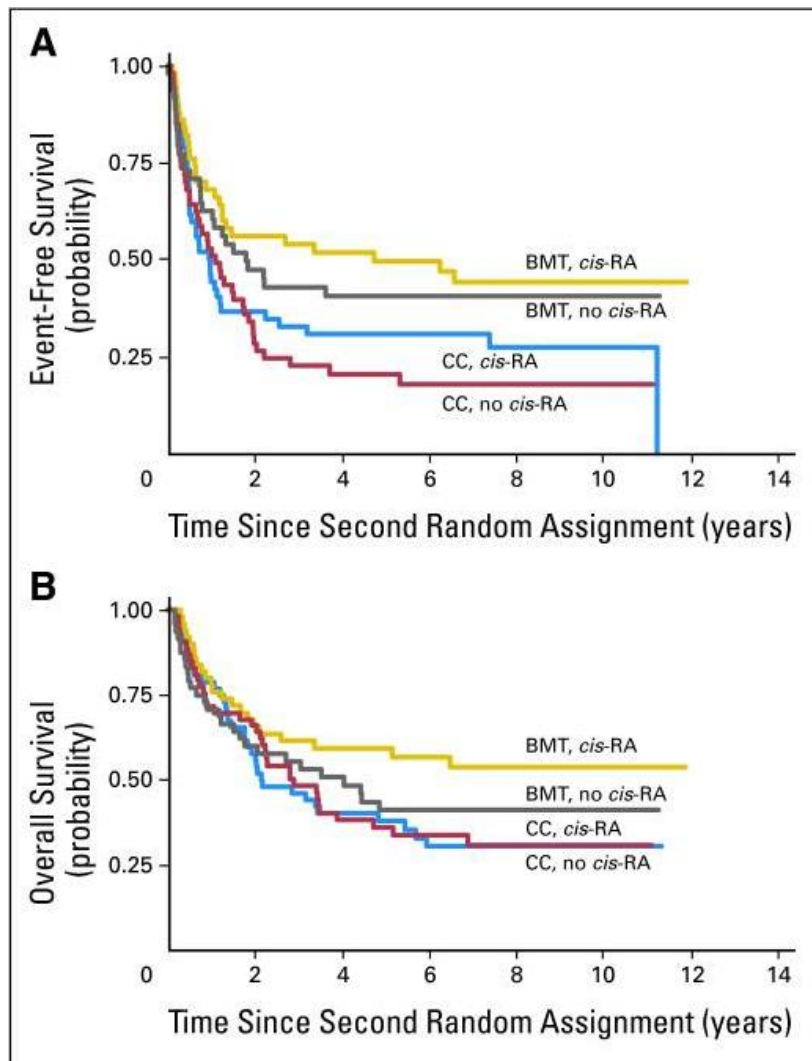 A
Event-Free Survival
(probability)
1.00
0.75
0.50
0.25
BMT, cis-RA
BMT, no cis-RA
CC, cis-RA
CC, no cis-RA
0 2 4 6 8 10 12 14
Time Since Second Random Assignment (years)
B
Overall Survival
(probability)
1.00
0.75
0.50
0.25
BMT, cis-RA
BMT, no cis-RA
CC, cis-RA
CC, no cis-RA
0 2 4 6 8 10 12 14
Time Since Second Random Assignment (years)